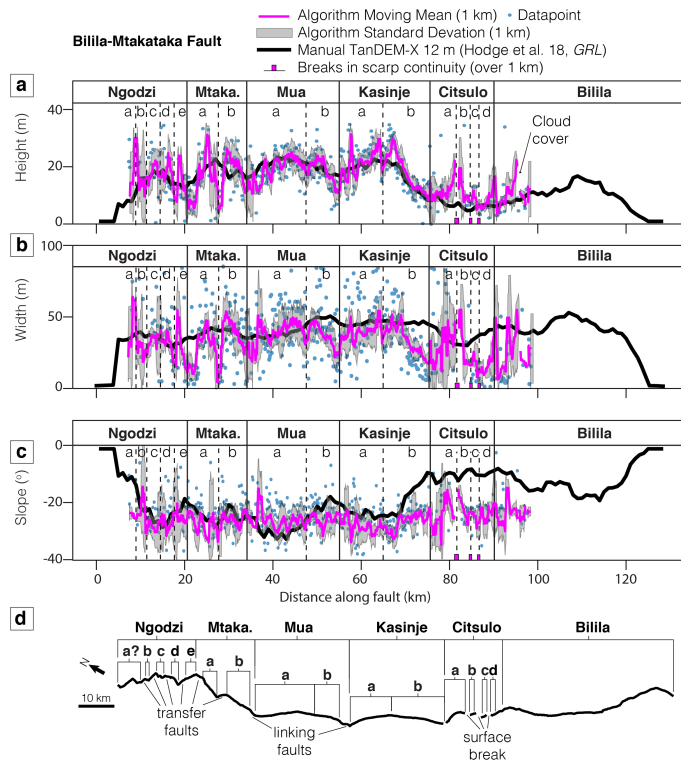 Bilila-Mtakataka Fault
Algorithm Moving Mean (1 km) Datapoint
Algorithm Standard Devation (1 km)
Manual TanDEM-X 12 m (Hodge et al. 18, GRL)
Breaks in scarp continuity (over 1 km)
a
Ngodzi Mtaka. Mua Kasinje Citsulo Bilila
a b c d e a b a b a b a b c d
Cloud
cover
Height (m)
40
20
0
b
100
Ngodzi Mtaka. Mua Kasinje Citsulo Bilila
a b c d e a b a b a b a b c d
Width (m)
50
0
c
0
Ngodzi Mtaka. Mua Kasinje Citsulo Bilila
a b c d e a b a b a b a b c d
Slope (°)
-20
-40
0 20 40 60 80 100 120
Distance along fault (km)
d
Ngodzi Mtaka. Mua Kasinje Citsulo Bilila
a? b c d e a b a b a b a b c d
N
10 km
transfer
faults
linking
faults
surface
break